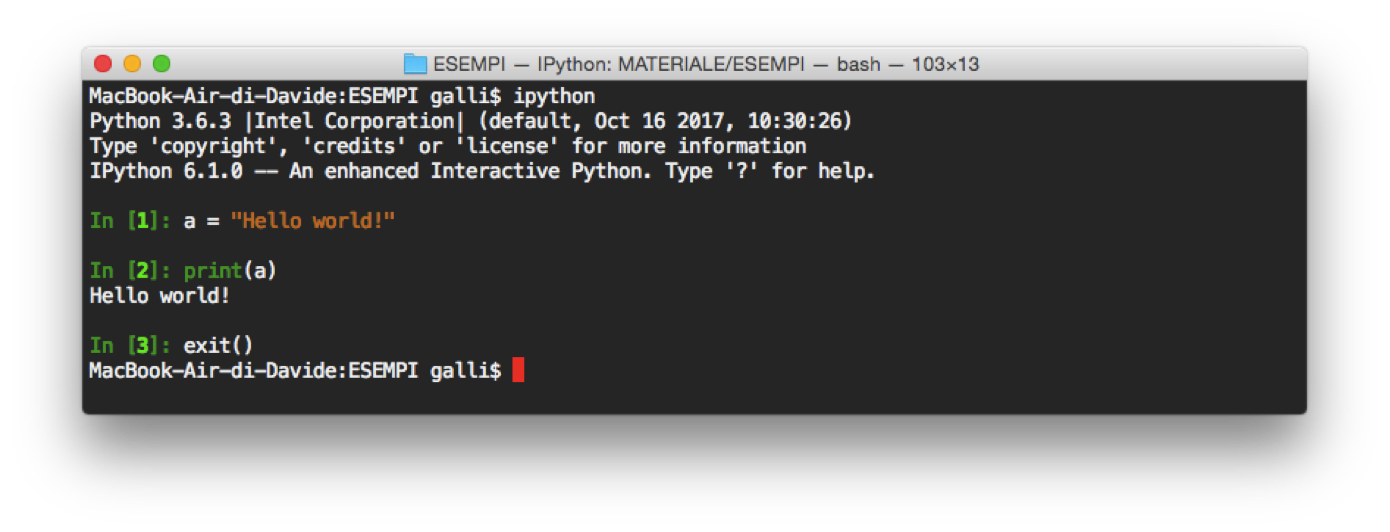 ESEMPI — IPython: MATERIALE/ESEMPI — bash — 103×13
MacBook-Air-di-Davide:ESEMPI galli$ ipython
Python 3.6.3 |Intel Corporation| (default, Oct 16 2017, 10:30:26)
Type 'copyright', 'credits' or 'license' for more information
IPython 6.1.0 -- An enhanced Interactive Python. Type '?' for help.
In [1]: a = "Hello world!"
In [2]: print(a)
Hello world!
In [3]: exit()
MacBook-Air-di-Davide:ESEMPI galli$